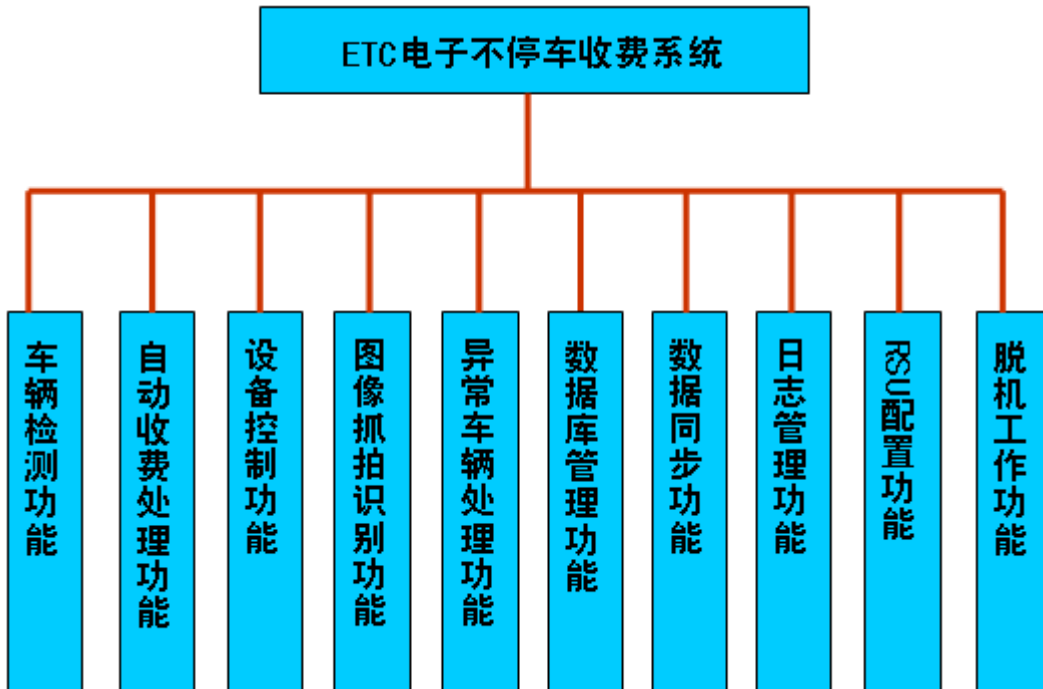 ETC电子不停车收费系统
车辆检测功能
自动收费处理功能
设备控制功能
图像抓拍识别功能
异常车辆处理功能
数据库管理功能
数据同步功能
日志管理功能
RSU配置功能
脱机工作功能